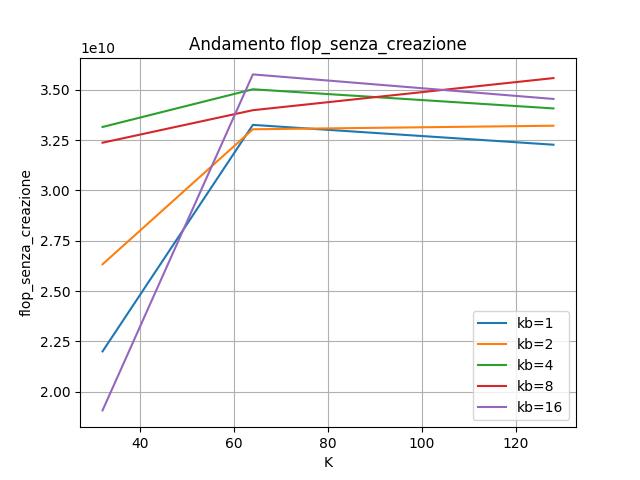 Andamento flop_senza_creazione
1e10
flop_senza_creazione
3.50
3.25
3.00
2.75
2.50
2.25
2.00
kb=1
kb=2
kb=4
kb=8
kb=16
40 60 80 100 120
K